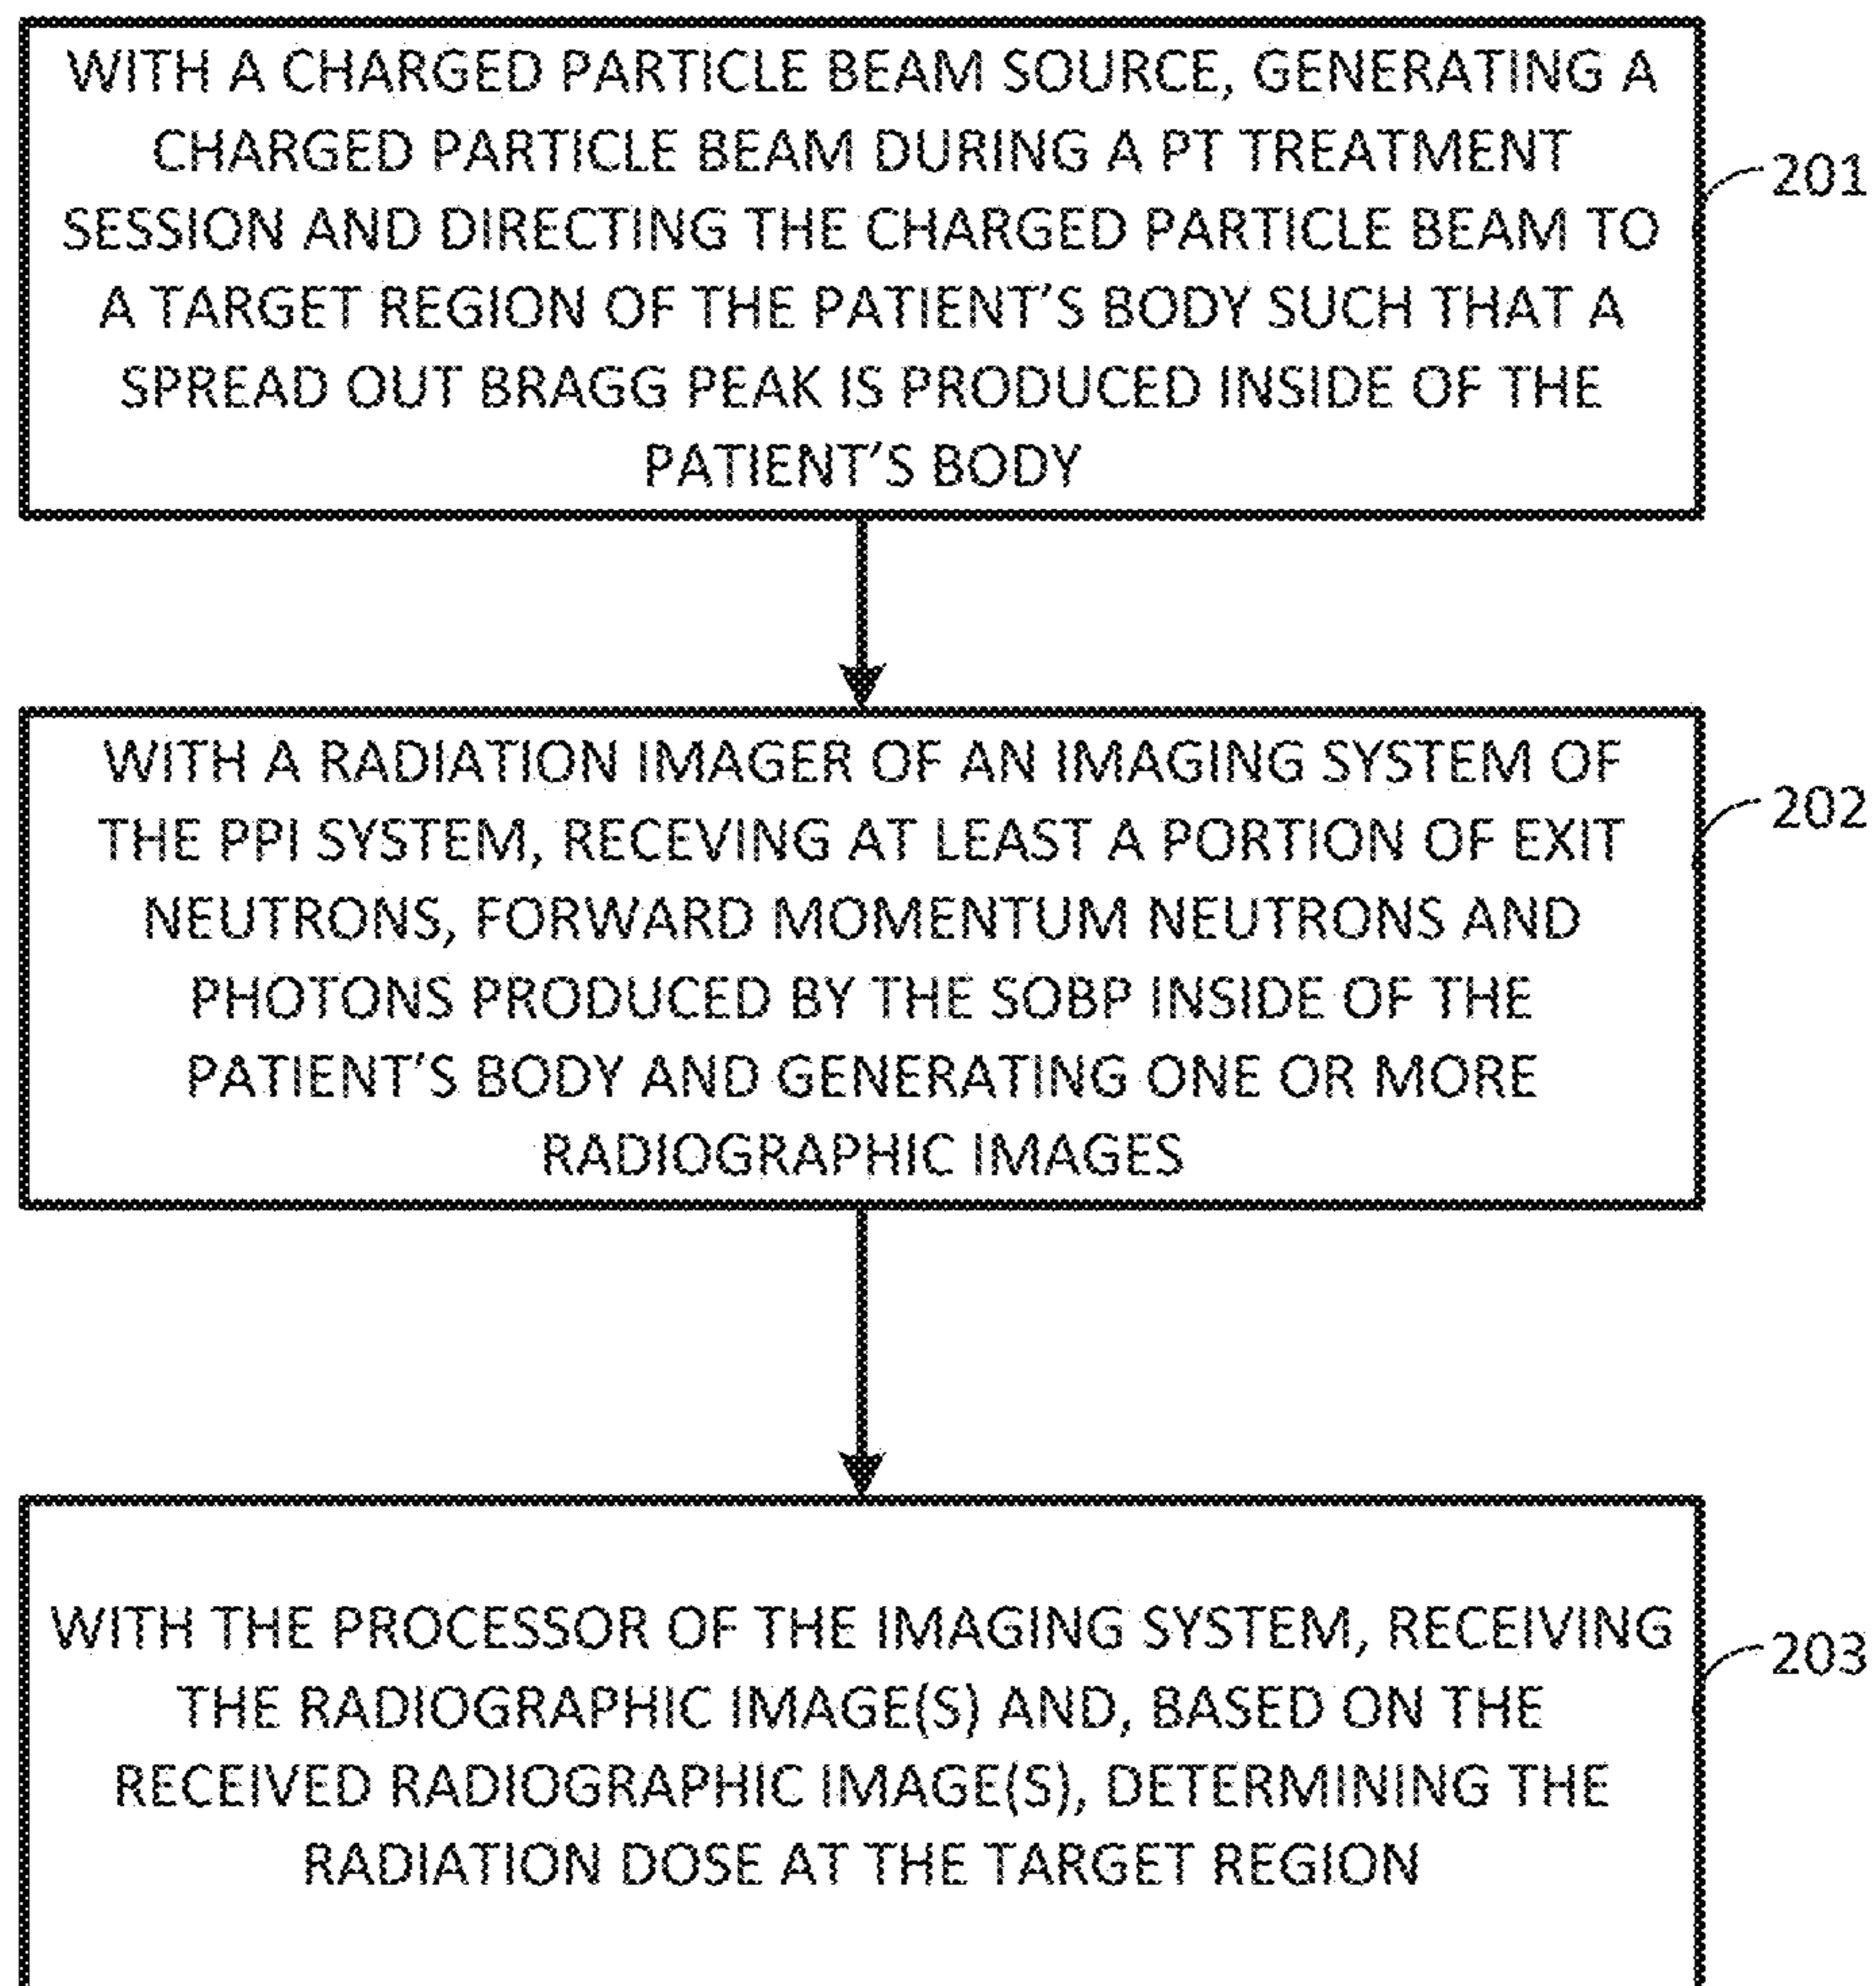 WITH A CHARGED PARTICLE BEAM SOURCE, GENERATING A
CHARGED PARTICLE BEAM DURING A PT TREATMENT
SESSION AND DIRECTING THE CHARGED PARTICLE BEAM TO
A TARGET REGION OF THE PATIENT'S BODY SUCH THAT A
SPREAD OUT BRAGG PEAK IS PRODUCED INSIDE OF THE
PATIENT'S BODY
201
WITH A RADIATION IMAGER OF AN IMAGING SYSTEM OF
THE PPI SYSTEM, RECEVING AT LEAST A PORTION OF EXIT
NEUTRONS, FORWARD MOMENTUM NEUTRONS AND
PHOTONS PRODUCED BY THE SOBP INSIDE OF THE
PATIENT'S BODY AND GENERATING ONE OR MORE
RADIOGRAPHIC IMAGES
202
WITH THE PROCESSOR OF THE IMAGING SYSTEM, RECEIVING
THE RADIOGRAPHIC IMAGE(S) AND, BASED ON THE
RECEIVED RADIOGRAPHIC IMAGE(S), DETERMINING THE
RADIATION DOSE AT THE TARGET REGION
203